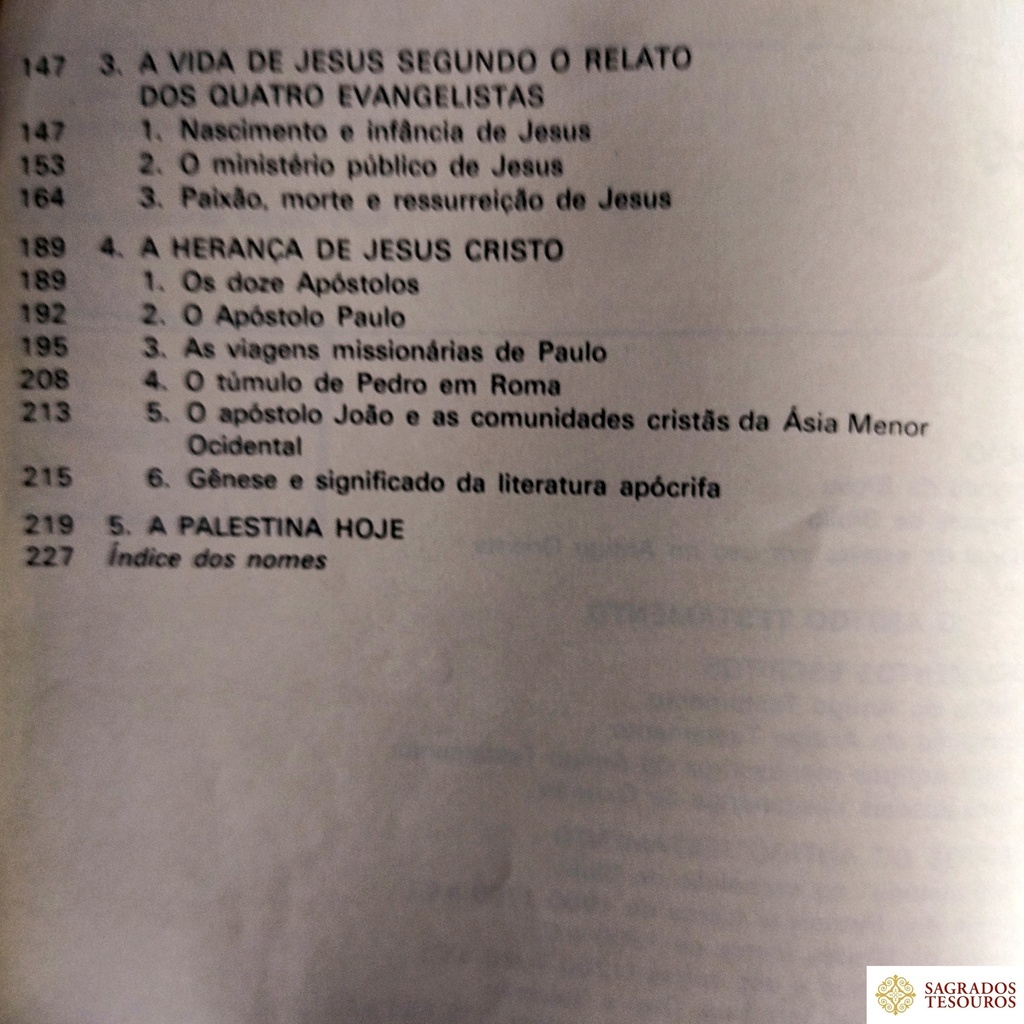 147 3. A VIDA DE JESUS SEGUNDO O RELATO
DOS QUATRO EVANGELISTAS
147 1. Nascimento e infância de Jesus
153 2. O ministério público de Jesus
164 3. Paixão, morte e ressurreição de Jesus
189 4. A HERANÇA DE JESUS CRISTO
189 1. Os doze Apóstolos
192 2. O Apóstolo Paulo
195 3. As viagens missionárias de Paulo
208 4. O túmulo de Pedro em Roma
213 5. O apóstolo João e as comunidades cristãs da Ásia Menor
Ocidental
215 6. Gênese e significado da literatura apócrifa
219 5. A PALESTINA HOJE
227 Índice dos nomes
SAGRADOS
TESOUROS